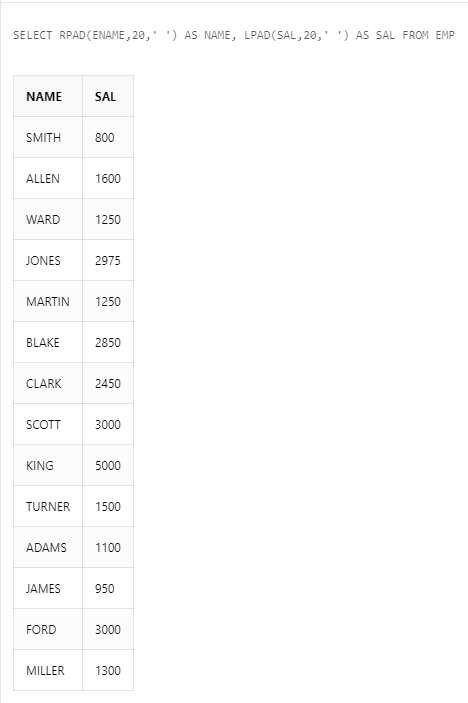 SELECT RPAD(ENAME,20,' ') AS NAME, LPAD(SAL,20,' ') AS SAL FROM EMP
NAME SAL
SMITH 800
ALLEN 1600
WARD 1250
JONES 2975
MARTIN 1250
BLAKE 2850
CLARK 2450
SCOTT 3000
KING 5000
TURNER 1500
ADAMS 1100
JAMES 950
FORD 3000
MILLER 1300